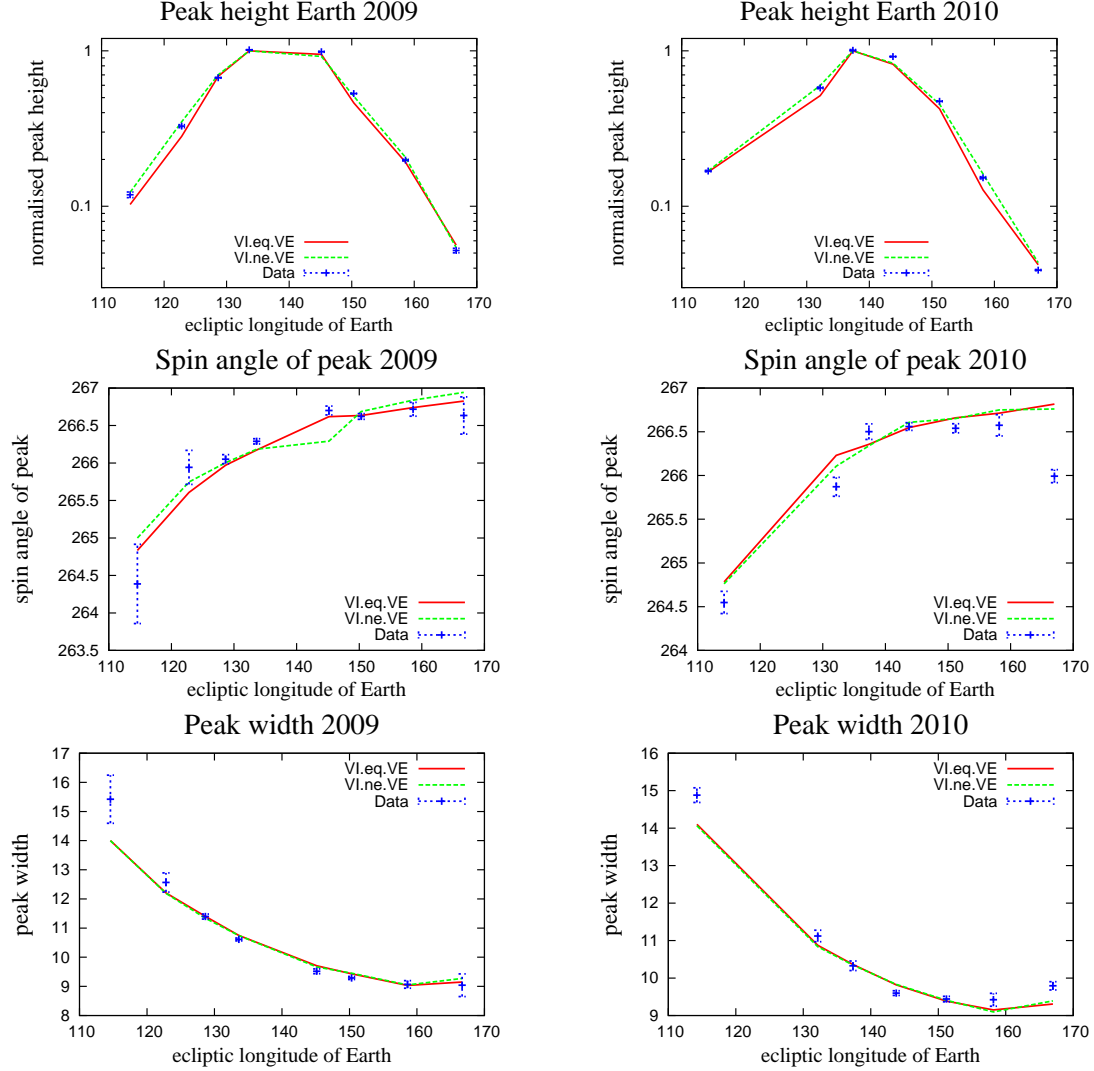 Peak height Earth 2009
normalised peak height
1
0.1
VI.eq.VE
VI.ne.VE
Data
110 120 130 140 150 160 170
ecliptic longitude of Earth
Peak height Earth 2010
normalised peak height
1
0.1
VI.eq.VE
VI.ne.VE
Data
110 120 130 140 150 160 170
ecliptic longitude of Earth
Spin angle of peak 2009
spin angle of peak
267
266.5
266
265.5
265
264.5
264
263.5
VI.eq.VE
VI.ne.VE
Data
110 120 130 140 150 160 170
ecliptic longitude of Earth
Spin angle of peak 2010
spin angle of peak
267
266.5
266
265.5
265
264.5
264
VI.eq.VE
VI.ne.VE
Data
110 120 130 140 150 160 170
ecliptic longitude of Earth
Peak width 2009
peak width
17
16
15
14
13
12
11
10
9
8
VI.eq.VE
VI.ne.VE
Data
110 120 130 140 150 160 170
ecliptic longitude of Earth
Peak width 2010
peak width
16
15
14
13
12
11
10
9
VI.eq.VE
VI.ne.VE
Data
110 120 130 140 150 160 170
ecliptic longitude of Earth